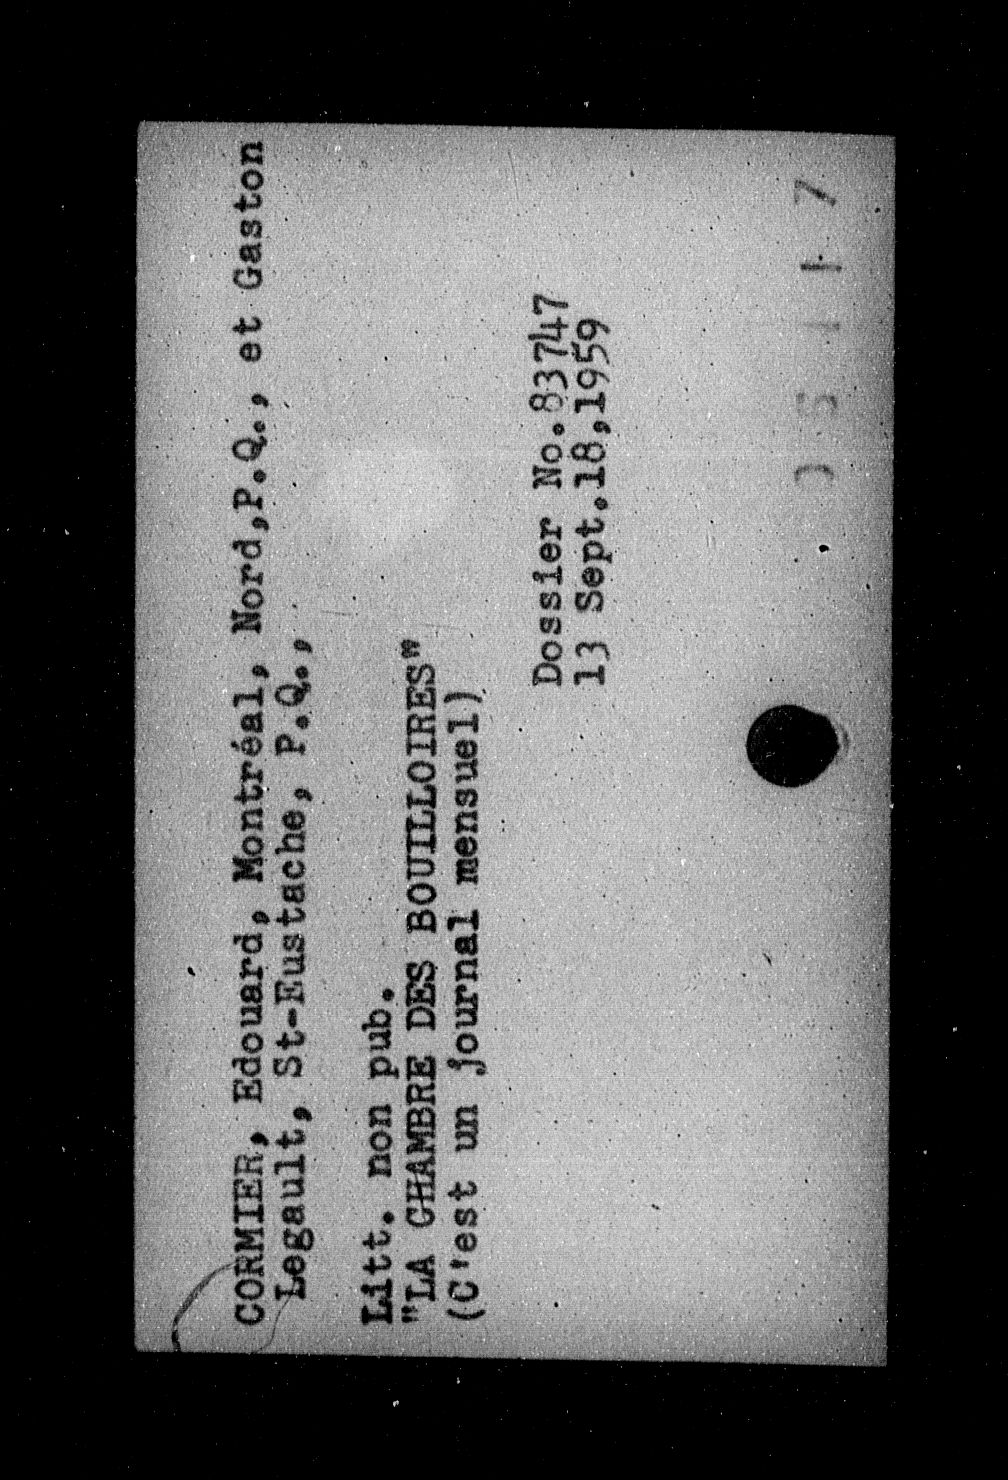 CORMIER, Edouard, Montréal, Nord,P.Q., et Gaston
Legault, St-Eustache, P.Q.,
Litt. non pub.
"LA CHAMBRE DES BOUILLOIRES"
(C'est un journal mensuel)
Dossier No.83747
13 Sept.18,1959